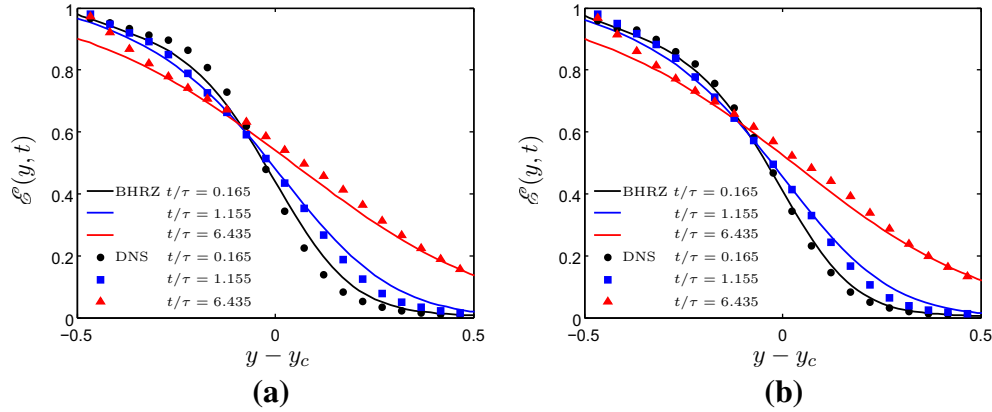 1
0.8
0.6
0.4
0.2
0
ℰ(y, t)
BHRZ t/τ = 0.165
t/τ = 1.155
t/τ = 6.435
DNS t/τ = 0.165
t/τ = 1.155
t/τ = 6.435
−0.5 0 0.5
y − y_c
(a)
1
0.8
0.6
0.4
0.2
0
ℰ(y, t)
BHRZ t/τ = 0.165
t/τ = 1.155
t/τ = 6.435
DNS t/τ = 0.165
t/τ = 1.155
t/τ = 6.435
−0.5 0 0.5
y − y_c
(b)